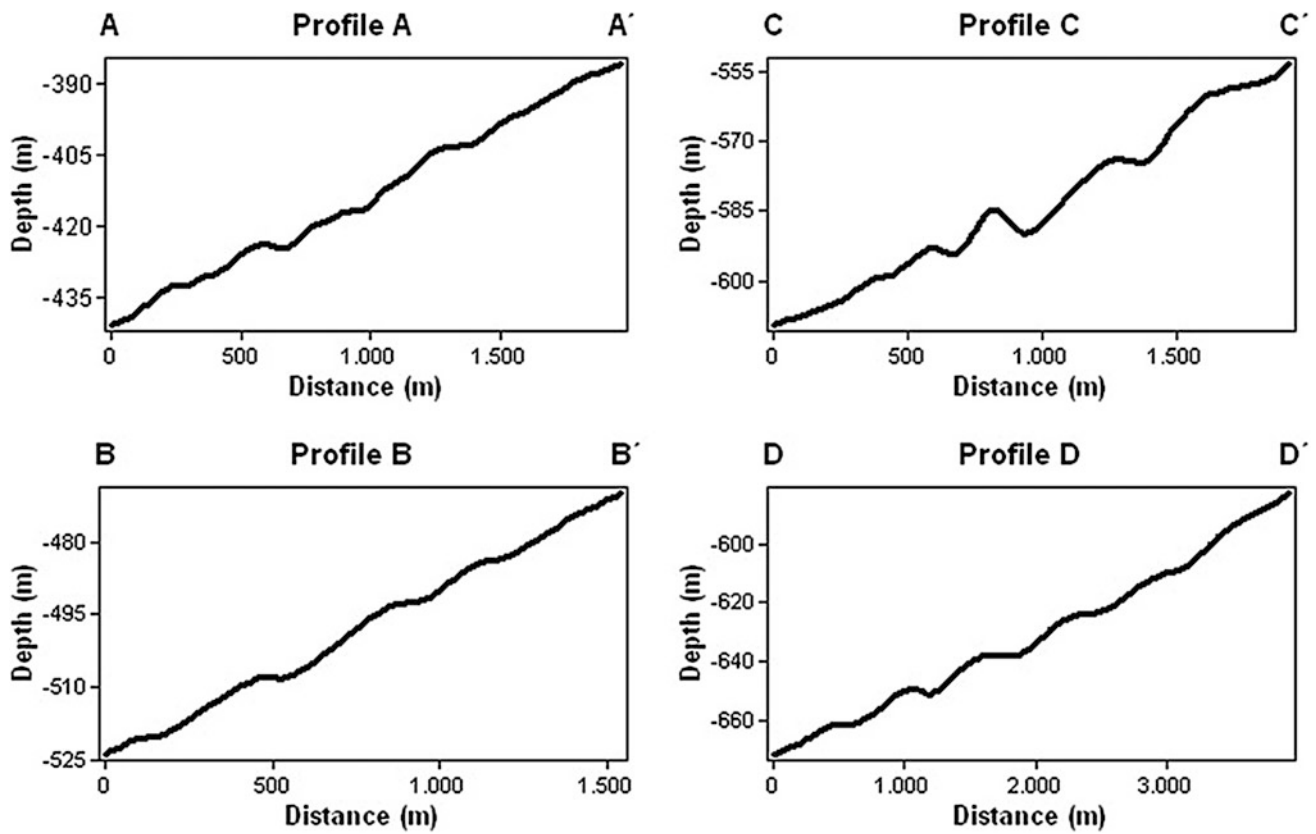 A Profile A A´
Depth (m)
-390
-405
-420
-435
0 500 1.000 1.500
Distance (m)
C Profile C C´
Depth (m)
-555
-570
-585
-600
0 500 1.000 1.500
Distance (m)
B Profile B B´
Depth (m)
-480
-495
-510
-525
0 500 1.000 1.500
Distance (m)
D Profile D D´
Depth (m)
-600
-620
-640
-660
0 1.000 2.000 3.000
Distance (m)